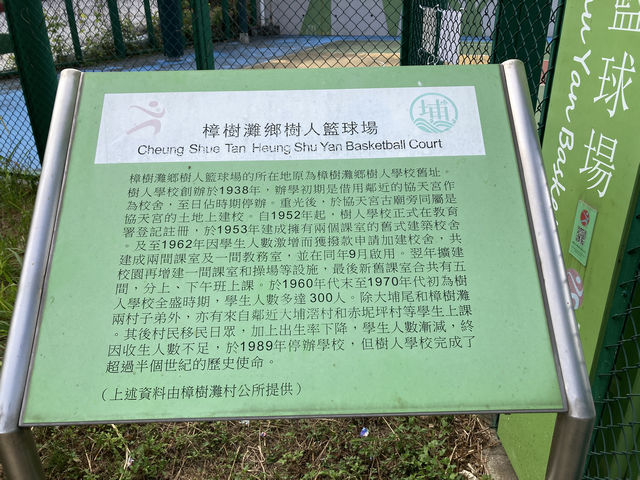 樟樹灘鄉樹人籃球場
埔
Cheung Shue Tan Heung Shu Yan Basketball Court
樟樹灘鄉樹人籃球場的所在地原為樟樹灘鄉樹人學校舊址。
樹人學校創辦於1938年，辦學初期是借用鄰近的協天宮作
為校舍，至日佔時期停辦。重光後，於協天宮古廟旁同屬是
協天宮的土地上建校。自1952年起，樹人學校正式在教育
署登記註冊，於1953年建成擁有兩個課室的舊式建築校舍
。及至1962年因學生人數激增而獲撥款申請加建校舍，共
建成兩間課室及一間教務室，並在同年9月啟用。翌年擴建
校園再增建一間課室和操場等設施，最後新舊課室合共有五
間，分上、下午班上課。於1960年代末至1970年代初為樹
人學校全盛時期，學生人數多達300人。除大埔尾和樟樹灘
兩村子弟外，亦有來自鄰近大埔滘村和赤坭坪村等學生上課
。其後村民移民日眾，加上出生率下降，學生人數漸減，終
因收生人數不足，於1989年停辦學校，但樹人學校完成了
超過半個世紀的歷史使命。
（上述資料由樟樹灘村公所提供）
籃球場
hu Yan Baske